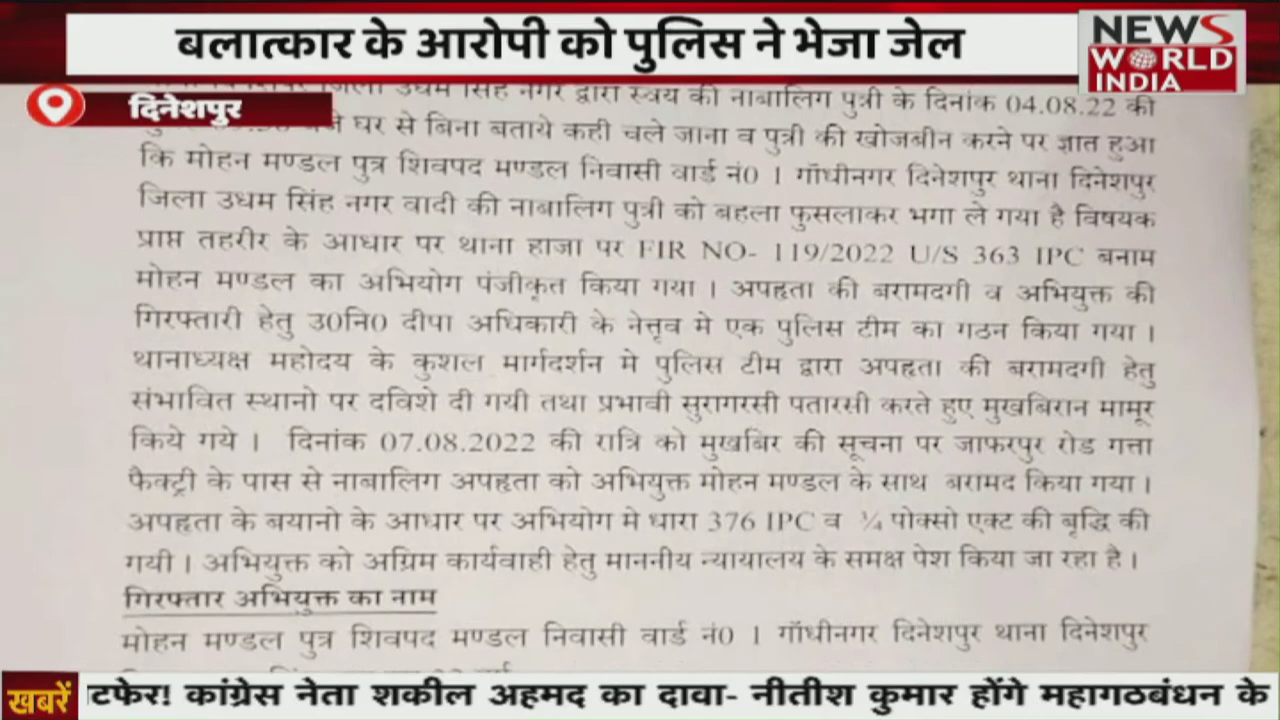 बलात्कार के आरोपी को पुलिस ने भेजा जेल
NEWS
WORLD
INDIA
दिनेशपुर
जिला उधम सिंह नगर द्वारा स्वंय की नाबालिग पुत्री के दिनांक 04.08.22 की
घर से बिना बताये कही चले जाना व पुत्री की खोजबीन करने पर ज्ञात हुआ
कि मोहन मण्डल पुत्र शिवपद मण्डल निवासी वार्ड नं0 1 गॉधीनगर दिनेशपुर थाना दिनेशपुर
जिला उधम सिंह नगर वादी की नाबालिग पुत्री को बहला फुसलाकर भगा ले गया है विषयक
प्राप्त तहरीर के आधार पर थाना हाजा पर FIR NO- 119/2022 U/S 363 IPC बनाम
मोहन मण्डल का अभियोग पंजीकृत किया गया । अपहृता की बरामदगी व अभियुक्त की
गिरफ्तारी हेतु उ0नि0 दीपा अधिकारी के नेत्तृव मे एक पुलिस टीम का गठन किया गया ।
थानाध्यक्ष महोदय के कुशल मार्गदर्शन मे पुलिस टीम द्वारा अपहृता की बरामदगी हेतु
संभावित स्थानो पर दविशे दी गयी तथा प्रभावी सुरागरसी पतारसी करते हुए मुखबिरान मामूर
किये गये । दिनांक 07.08.2022 की रात्रि को मुखबिर की सूचना पर जाफरपुर रोड गत्ता
फैक्ट्री के पास से नाबालिग अपहृता को अभियुक्त मोहन मण्डल के साथ बरामद किया गया ।
अपहृता के बयानो के आधार पर अभियोग मे धारा 376 IPC व ¾ पोक्सो एक्ट की बृद्धि की
गयी । अभियुक्त को अग्रिम कार्यवाही हेतु माननीय न्यायालय के समक्ष पेश किया जा रहा है ।
गिरफ्तार अभियुक्त का नाम
मोहन मण्डल पुत्र शिवपद मण्डल निवासी वार्ड नं0 1 गॉधीनगर दिनेशपुर थाना दिनेशपुर
खबरें
टफेर! कांग्रेस नेता शकील अहमद का दावा- नीतीश कुमार होंगे महागठबंधन के